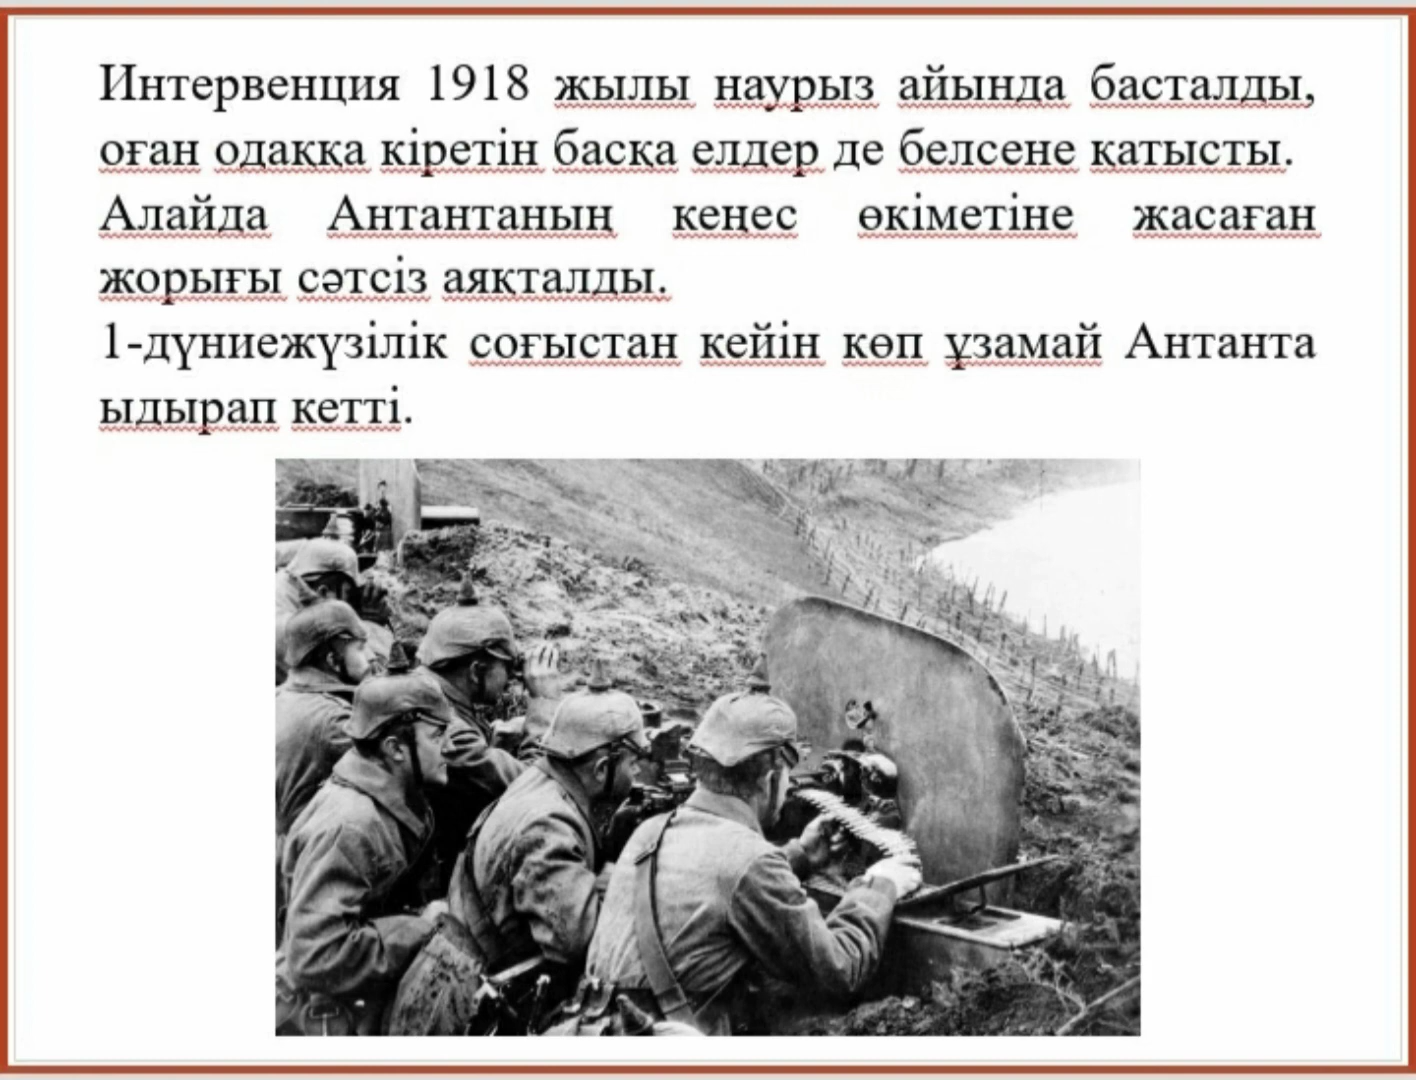 Интервенция 1918 жылы наурыз айында басталды,
оған одаққа кіретін басқа елдер де белсене қатысты.
Алайда Антантаның кеңес өкіметіне жасаған
жорығы сәтсіз аяқталды.
1-дүниежүзілік соғыстан кейін көп ұзамай Антанта
ыдырап кетті.